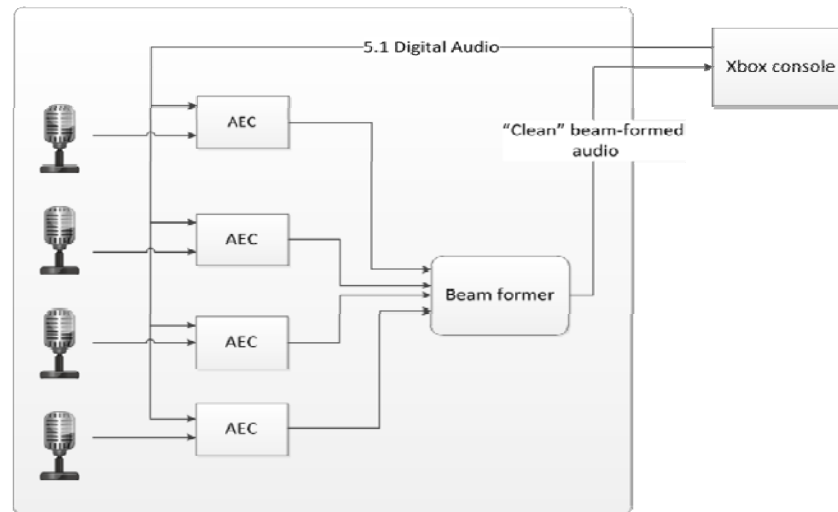 5.1 Digital Audio
Xbox console
AEC
“Clean” beam-formed
audio
AEC
Beam former
AEC
AEC